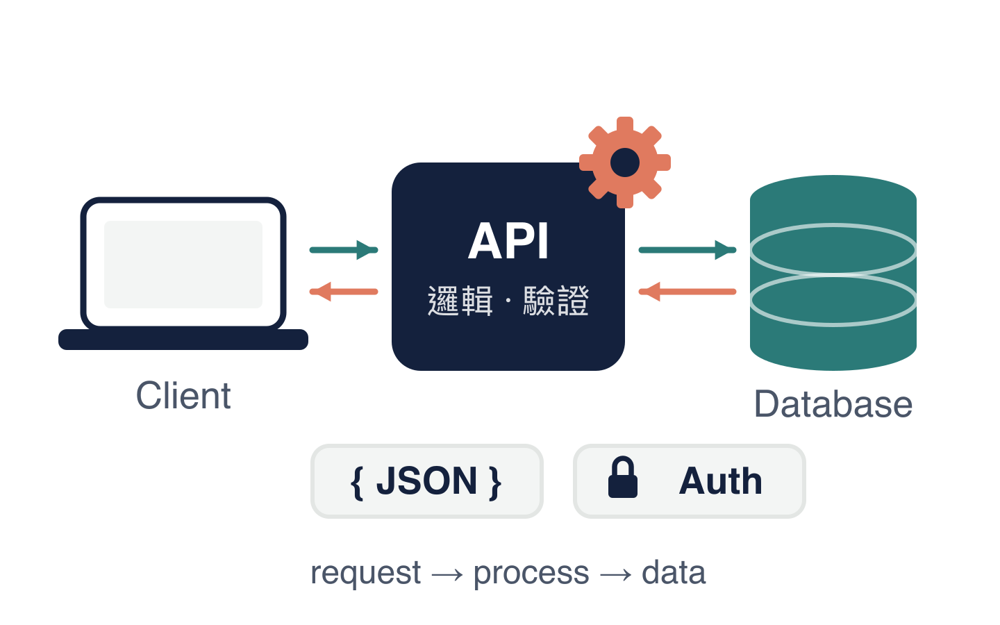 API
邏輯 · 驗證
Client
Database
{ JSON }
Auth
request → process → data